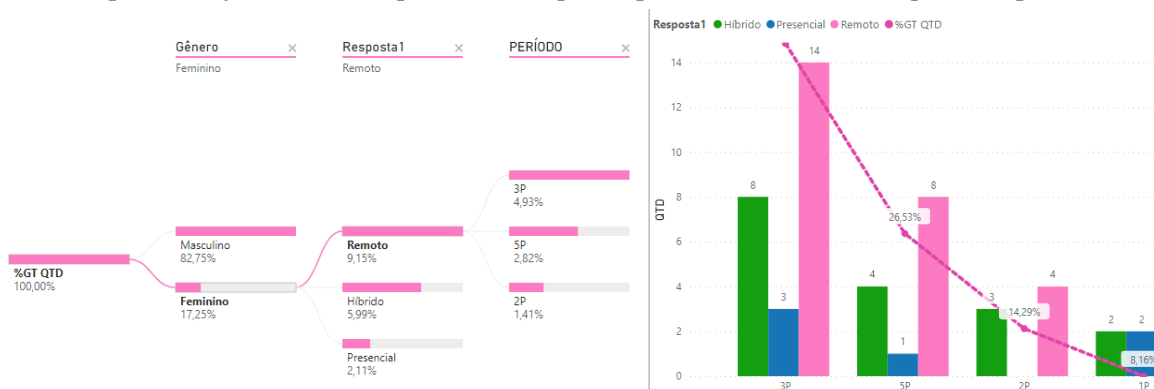 Gênero
Feminino
Resposta1
Remoto
PERÍODO
%GT QTD
100,00%
Masculino
82,75%
Feminino
17,25%
Remoto
9,15%
Híbrido
5,99%
Presencial
2,11%
3P
4,93%
5P
2,82%
2P
1,41%
Resposta1 Híbrido Presencial Remoto %GT QTD
QTD
14
12
10
8
6
4
2
0
8
3
14
4
1
8
3
4
2
2
26,53%
14,29%
8,16%
3P
5P
2P
1P